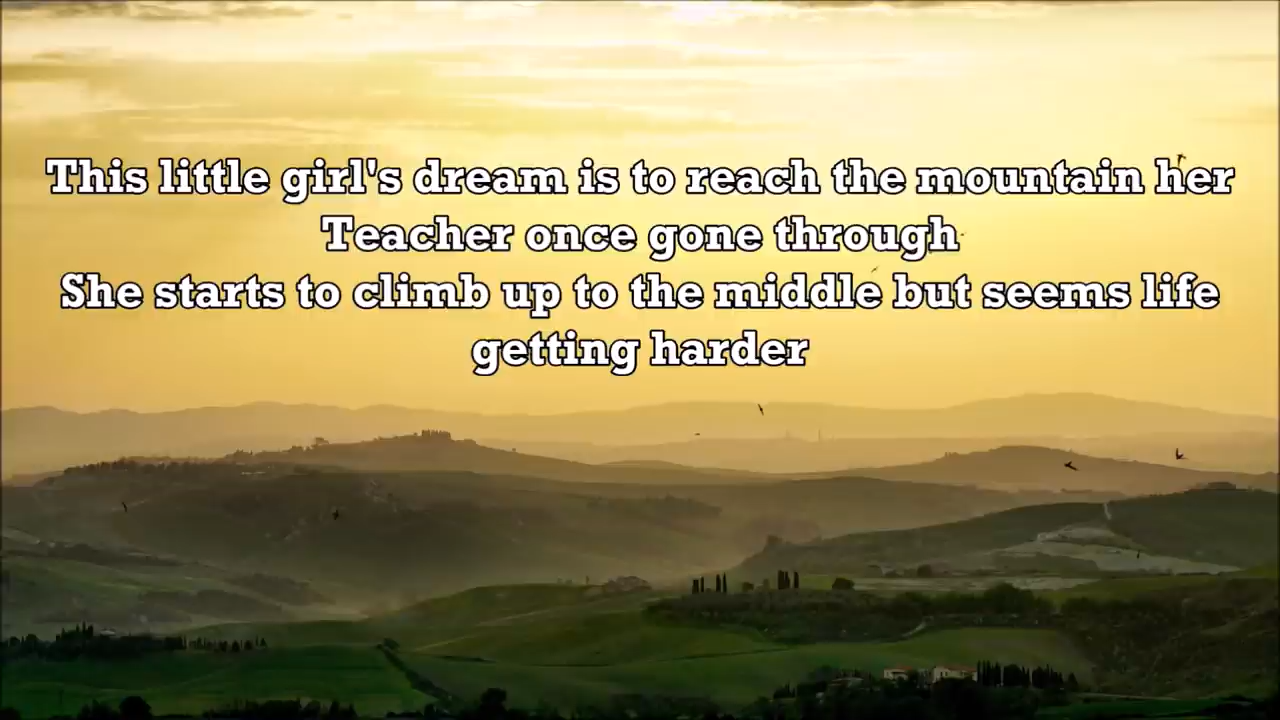 This little girl's dream is to reach the mountain her
Teacher once gone through
She starts to climb up to the middle but seems life
getting harder